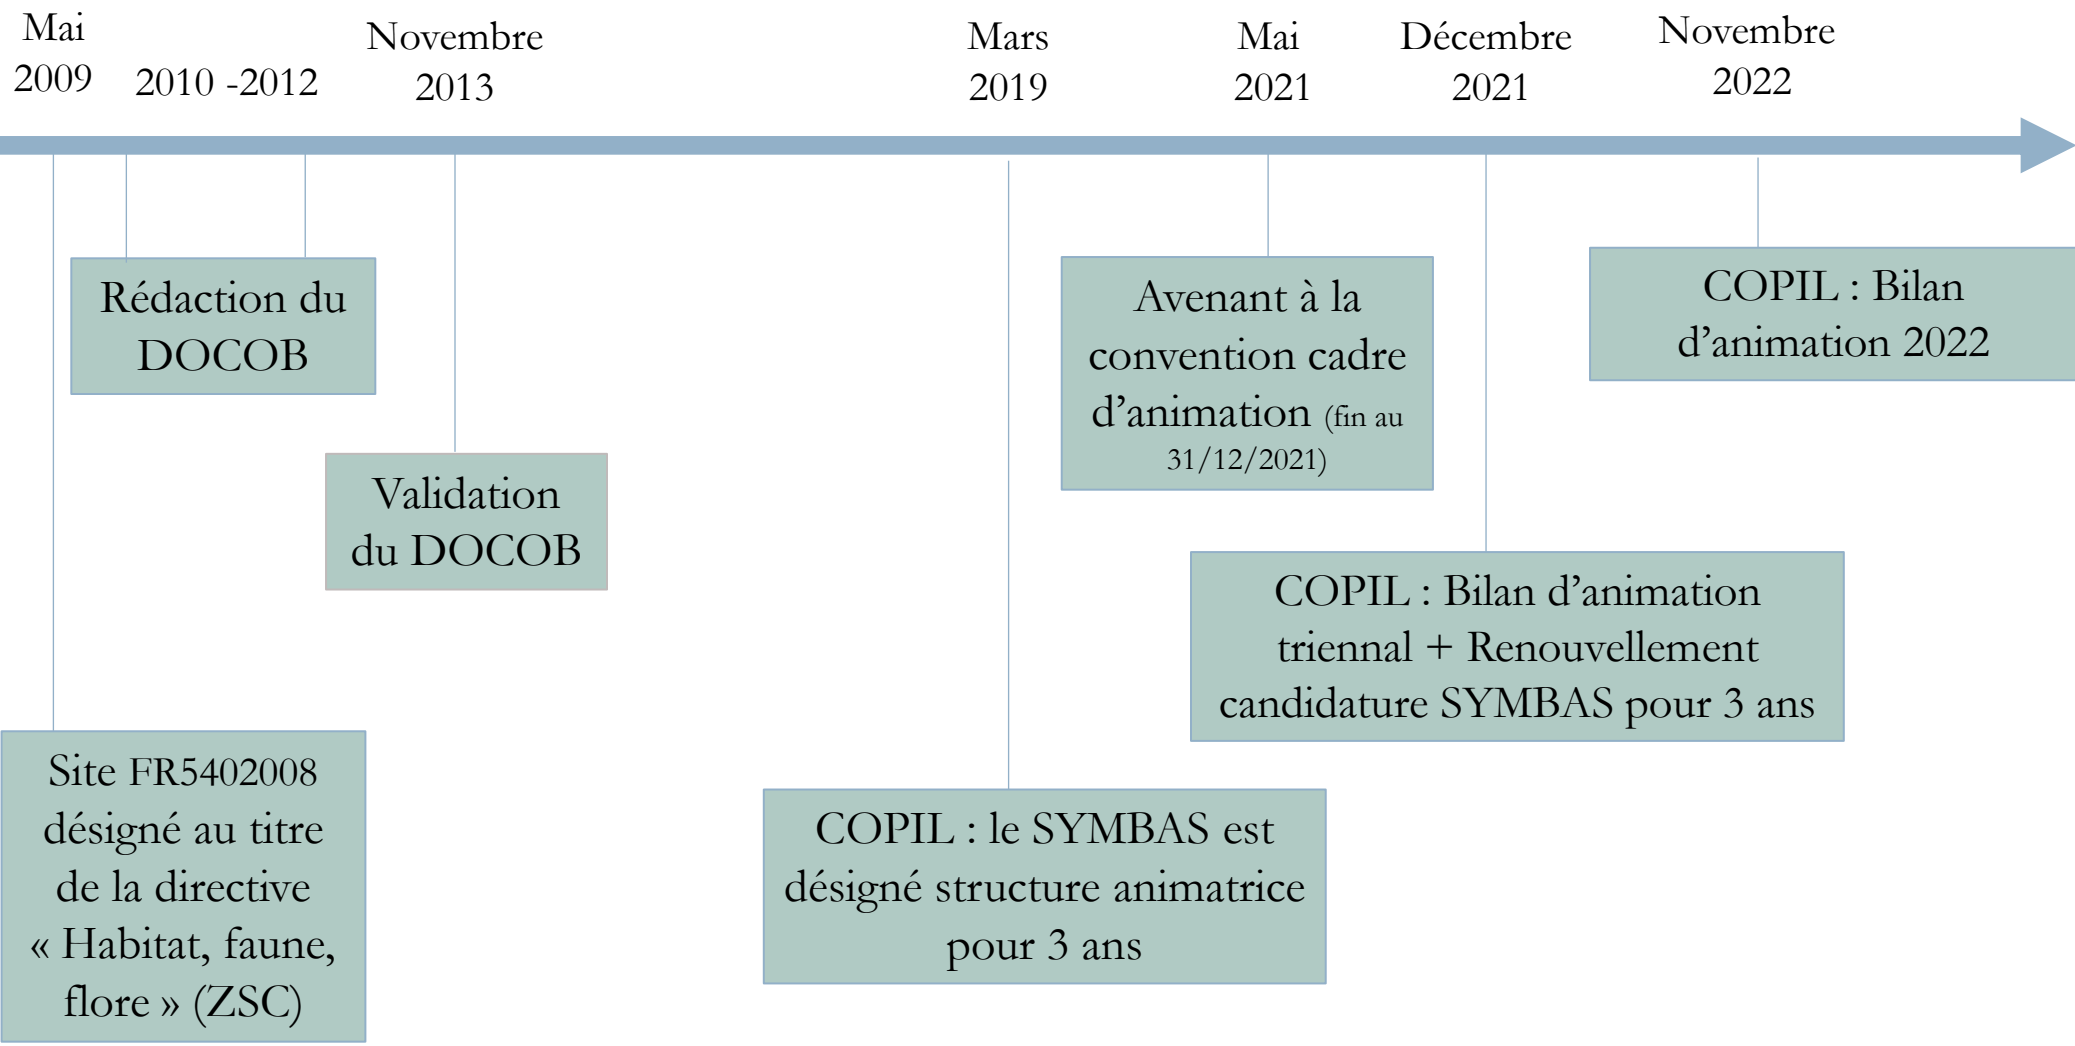 Mai
2009
2010 -2012
Novembre
2013
Mars
2019
Mai
2021
Décembre
2021
Novembre
2022
Rédaction du
DOCOB
Validation
du DOCOB
Site FR5402008
désigné au titre
de la directive
« Habitat, faune,
flore » (ZSC)
COPIL : le SYMBAS est
désigné structure animatrice
pour 3 ans
Avenant à la
convention cadre
d’animation (fin au
31/12/2021)
COPIL : Bilan d’animation
triennal + Renouvellement
candidature SYMBAS pour 3 ans
COPIL : Bilan
d’animation 2022